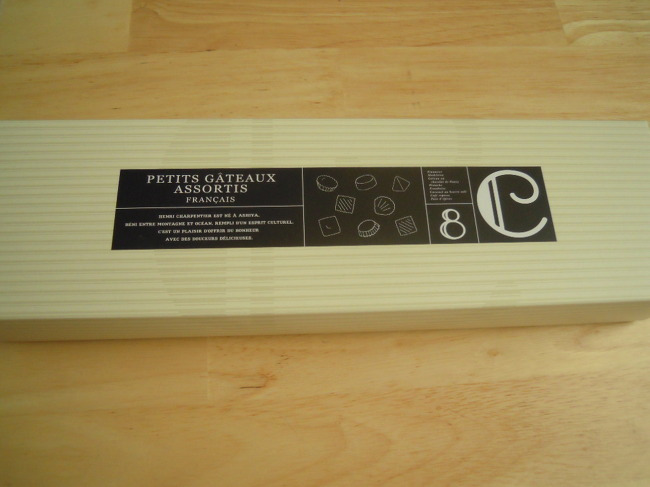 PETITS GÂTEAUX
ASSORTIS
FRANÇAIS
HENRI CHARPENTIER EST NÉ À ASHIYA,
BÉNI ENTRE MONTAGNE ET OCÉAN, REMPLI D'UN ESPRIT CULTUREL.
C'EST UN PLAISIR D'OFFRIR DU BONHEUR
AVEC DES DOUCEURS DÉLICIEUSES.
8
C